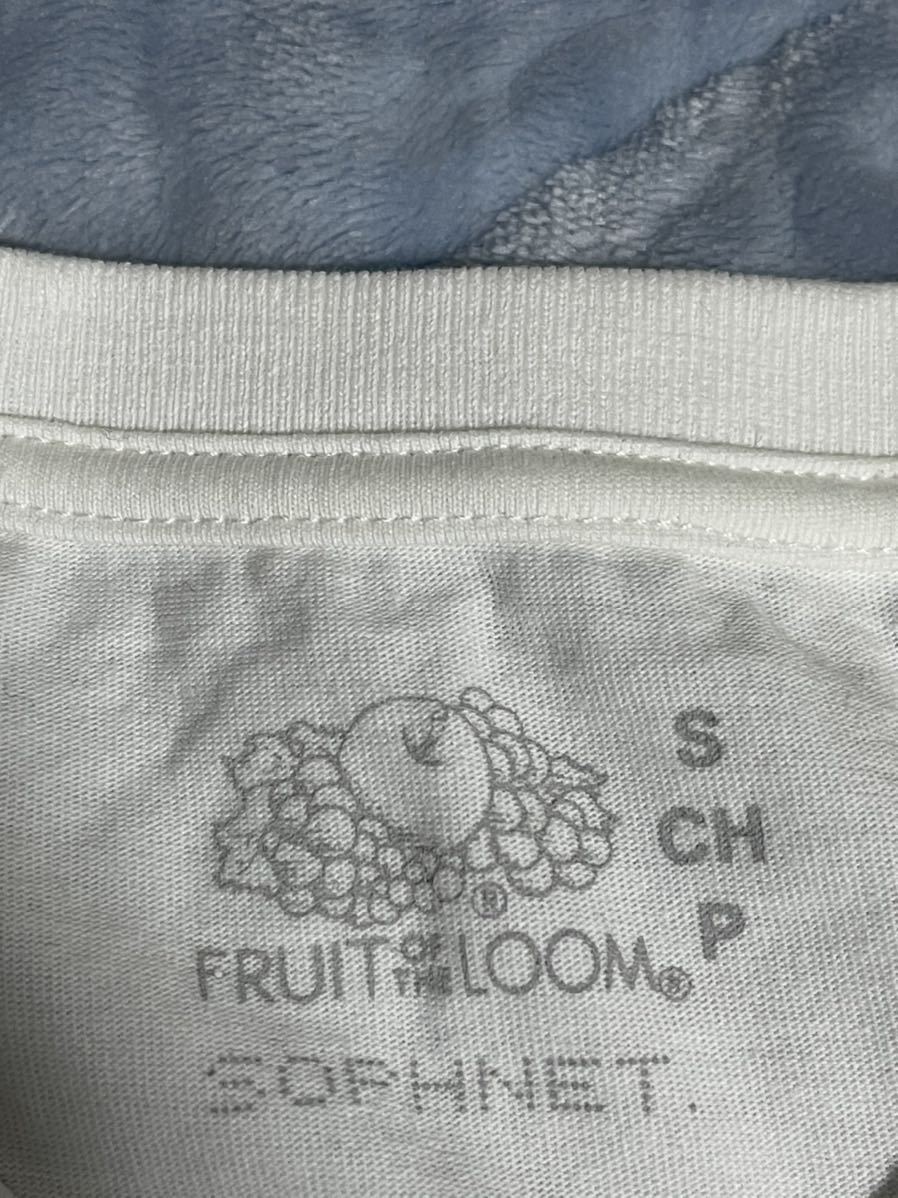 S
CH
P
®
FRUIT OF THE LOOM®
SOPHNET.